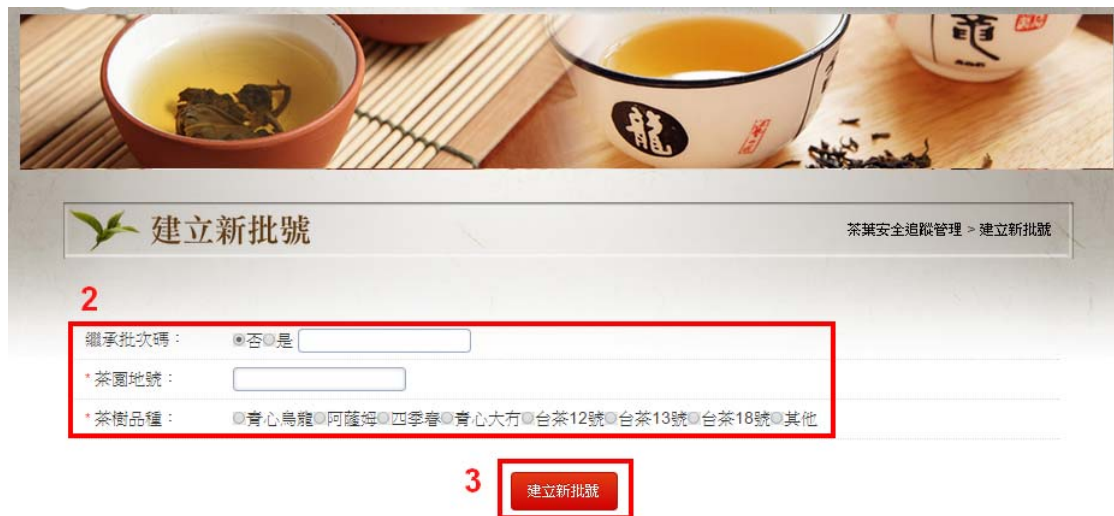 龍
建立新批號
茶葉安全追蹤管理 > 建立新批號
2
繼承批次碼：
否 是
* 茶園地號：
* 茶樹品種：
青心烏龍 阿薩姆 四季春 青心大冇 台茶12號 台茶13號 台茶18號 其他
3
建立新批號